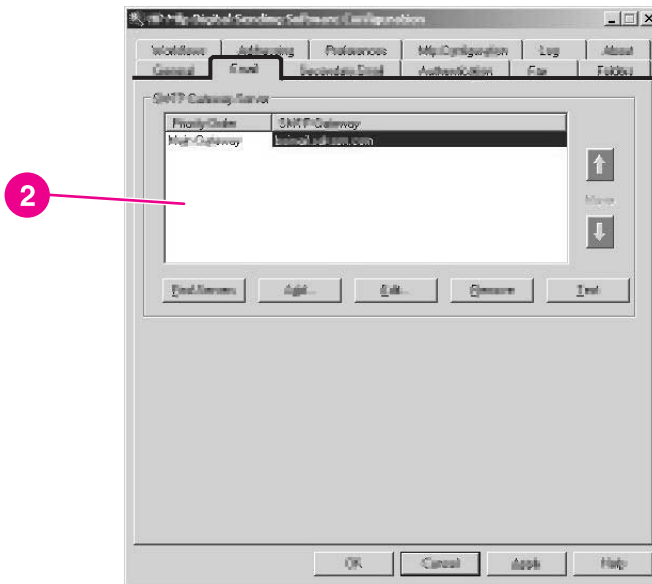 HP Mfp Digital Sending Software Configuration
Workflows Addressing Preferences Mfp Configuration Log About
General Email Secondary Email Authentication Fax Folders
SMTP Gateway Server
Priority Order SMTP Gateway
Main Gateway
2
Move
Find Servers Add... Edit... Remove Test
OK Cancel Apply Help